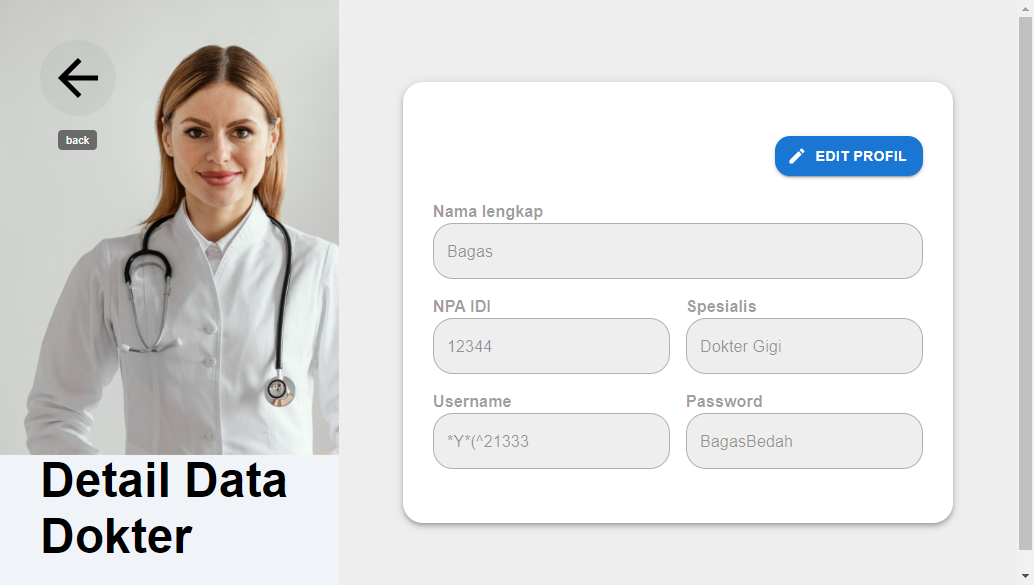 back
Detail Data
Dokter
EDIT PROFIL
Nama lengkap
Bagas
NPA IDI
Spesialis
12344
Dokter Gigi
Username
Password
*Y*(^21333
BagasBedah